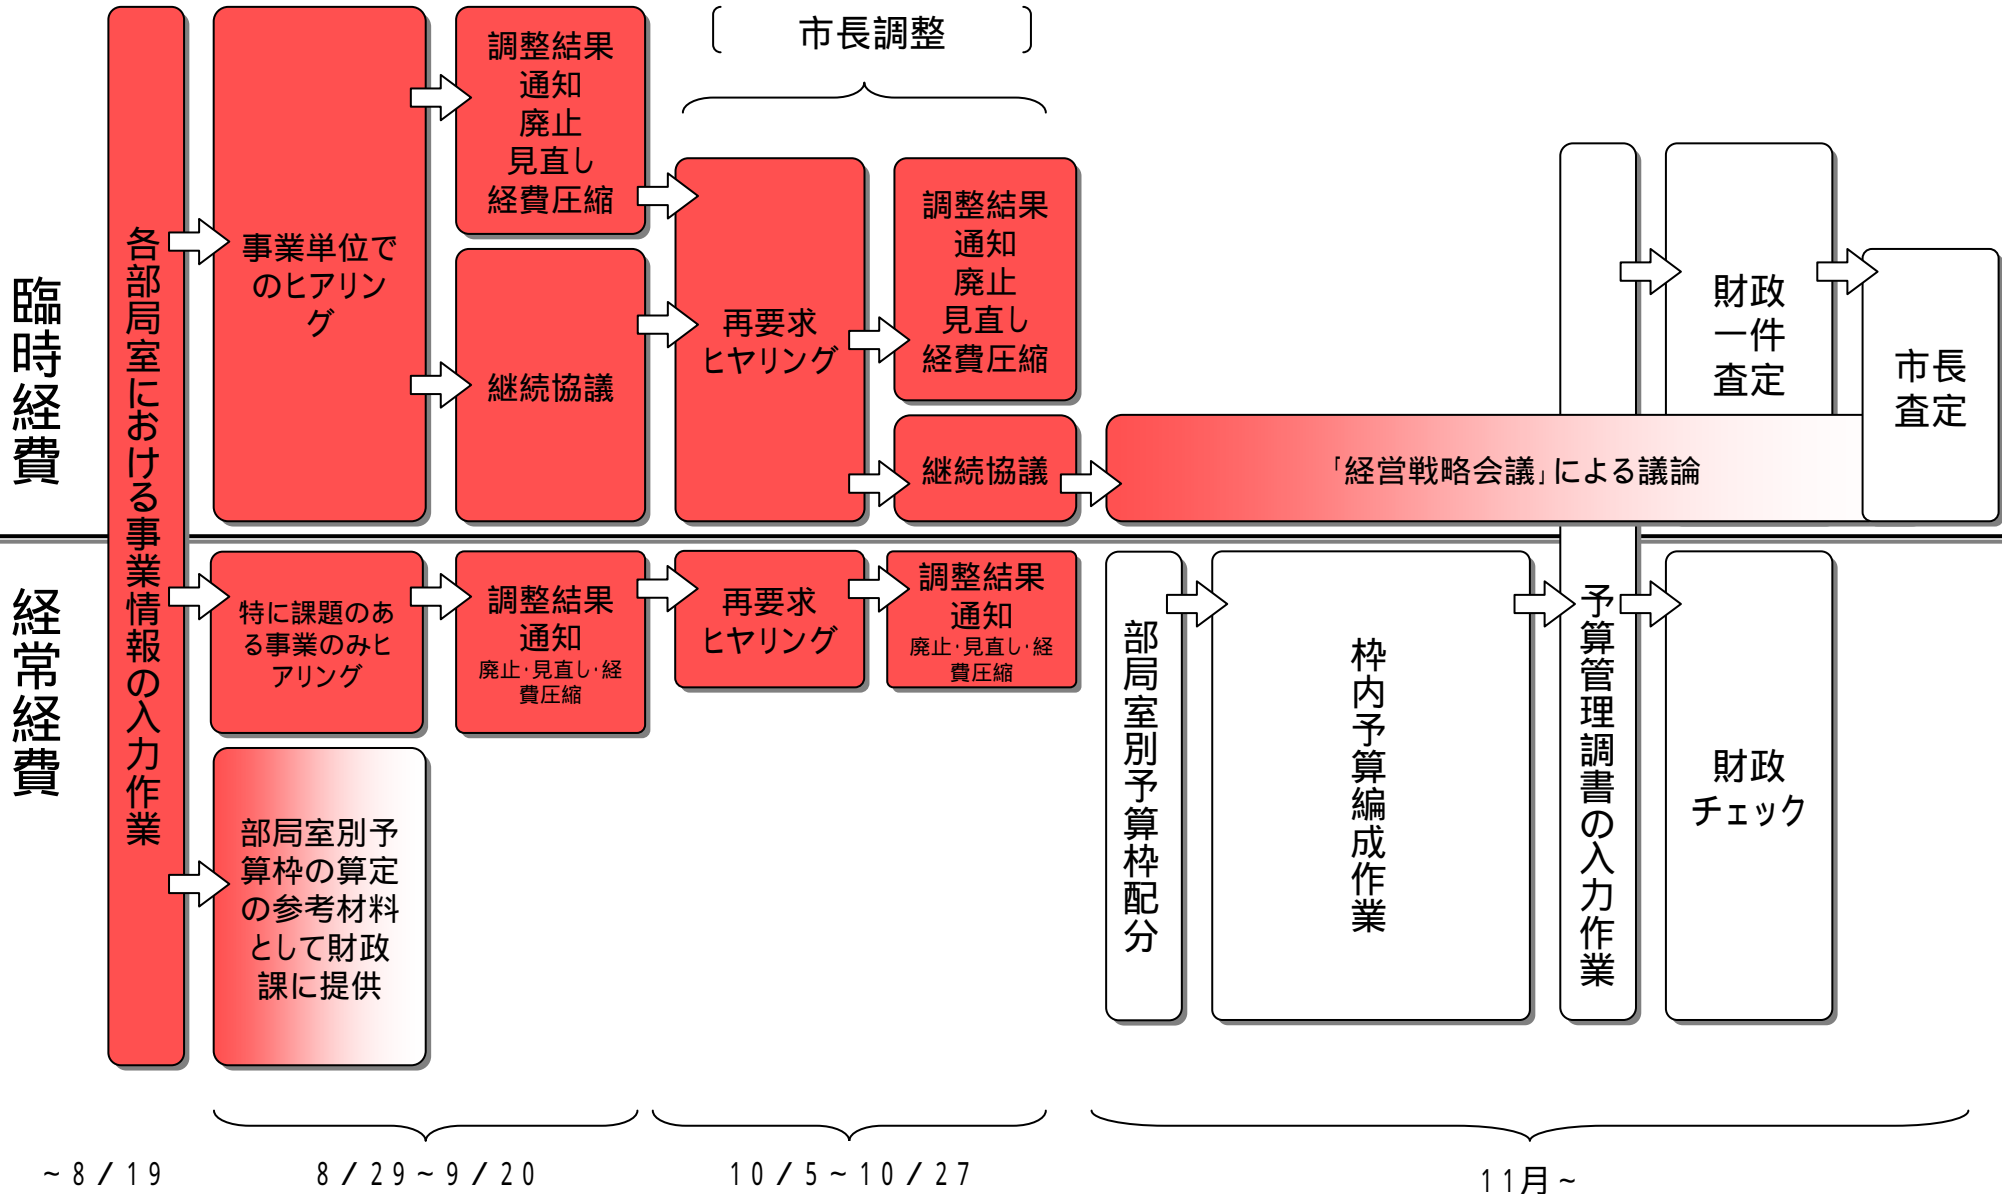 市長調整
臨時経費
各部局室における事業情報の入力作業
事業単位で
のヒアリン
グ
調整結果
通知
廃止
見直し
経費圧縮
継続協議
再要求
ヒヤリング
調整結果
通知
廃止
見直し
経費圧縮
継続協議
「経営戦略会議」による議論
財政
一件
査定
市長
査定
経常経費
特に課題のあ
る事業のみヒ
アリング
調整結果
通知
廃止・見直し・経
費圧縮
再要求
ヒヤリング
調整結果
通知
廃止・見直し・経
費圧縮
部局室別予
算枠の算定
の参考材料
として財政
課に提供
部局室別予算枠配分
枠内予算編成作業
予算管理調書の入力作業
財政
チェック
~8/19
8/29~9/20
10/5~10/27
11月~